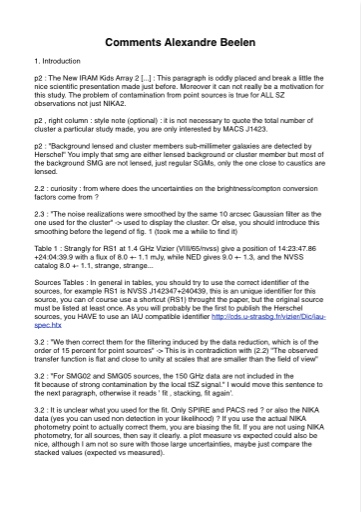 Comments Alexandre Beelen
1. Introduction
p2 : The New IRAM Kids Array 2 [...] : This paragraph is oddly placed and break a little the
nice scientific presentation made just before. Moreover it can not really be a motivation for
this study. The problem of contamination from point sources is true for ALL SZ
observations not just NIKA2.
p2 , right column : style note (optional) : it is not necessary to quote the total number of
cluster a particular study made, you are only interested by MACS J1423.
p2 : "Background lensed and cluster members sub-millimeter galaxies are detected by
Herschel" You imply that smg are either lensed background or cluster member but most of
the background SMG are not lensed, just regular SGMs, only the one close to caustics are
lensed.
2.2 : curiosity : from where does the uncertainties on the brightness/compton conversion
factors come from ?
2.3 : "The noise realizations were smoothed by the same 10 arcsec Gaussian filter as the
one used for the cluster" -> used to display the cluster. Or else, you should introduce this
smoothing before the legend of fig. 1 (took me a while to find it)
Table 1 : Strangly for RS1 at 1.4 GHz Vizier (VIII/65/nvss) give a position of 14:23:47.86
+24:04:39.9 with a flux of 8.0 +- 1.1 mJy, while NED gives 9.0 +- 1.3, and the NVSS
catalog 8.0 +- 1.1, strange, strange...
Sources Tables : In general in tables, you should try to use the correct identifier of the
sources, for example RS1 is NVSS J142347+240439, this is an unique identifier for this
source, you can of course use a shortcut (RS1) throught the paper, but the original source
must be listed at least once. As you will probably be the first to publish the Herschel
sources, you HAVE to use an IAU compatible identifier http://cds.u-strasbg.fr/vizier/Dic/iau-
spec.htx
3.2 : "We then correct them for the filtering induced by the data reduction, which is of the
order of 15 percent for point sources" -> This is in contradiction with (2.2) "The observed
transfer function is flat and close to unity at scales that are smaller than the field of view"
3.2 : "For SMG02 and SMG05 sources, the 150 GHz data are not included in the
fit because of strong contamination by the local tSZ signal." I would move this sentence to
the next paragraph, otherwise it reads ' fit , stacking, fit again'.
3.2 : It is unclear what you used for the fit. Only SPIRE and PACS red ? or also the NIKA
data (yes you can used non detection in your likelihood) ? If you use the actual NIKA
photometry point to actually correct them, you are biasing the fit. If you are not using NIKA
photometry, for all sources, then say it clearly. a plot measure vs expected could also be
nice, although I am not so sure with those large uncertainties, maybe just compare the
stacked values (expected vs measured).